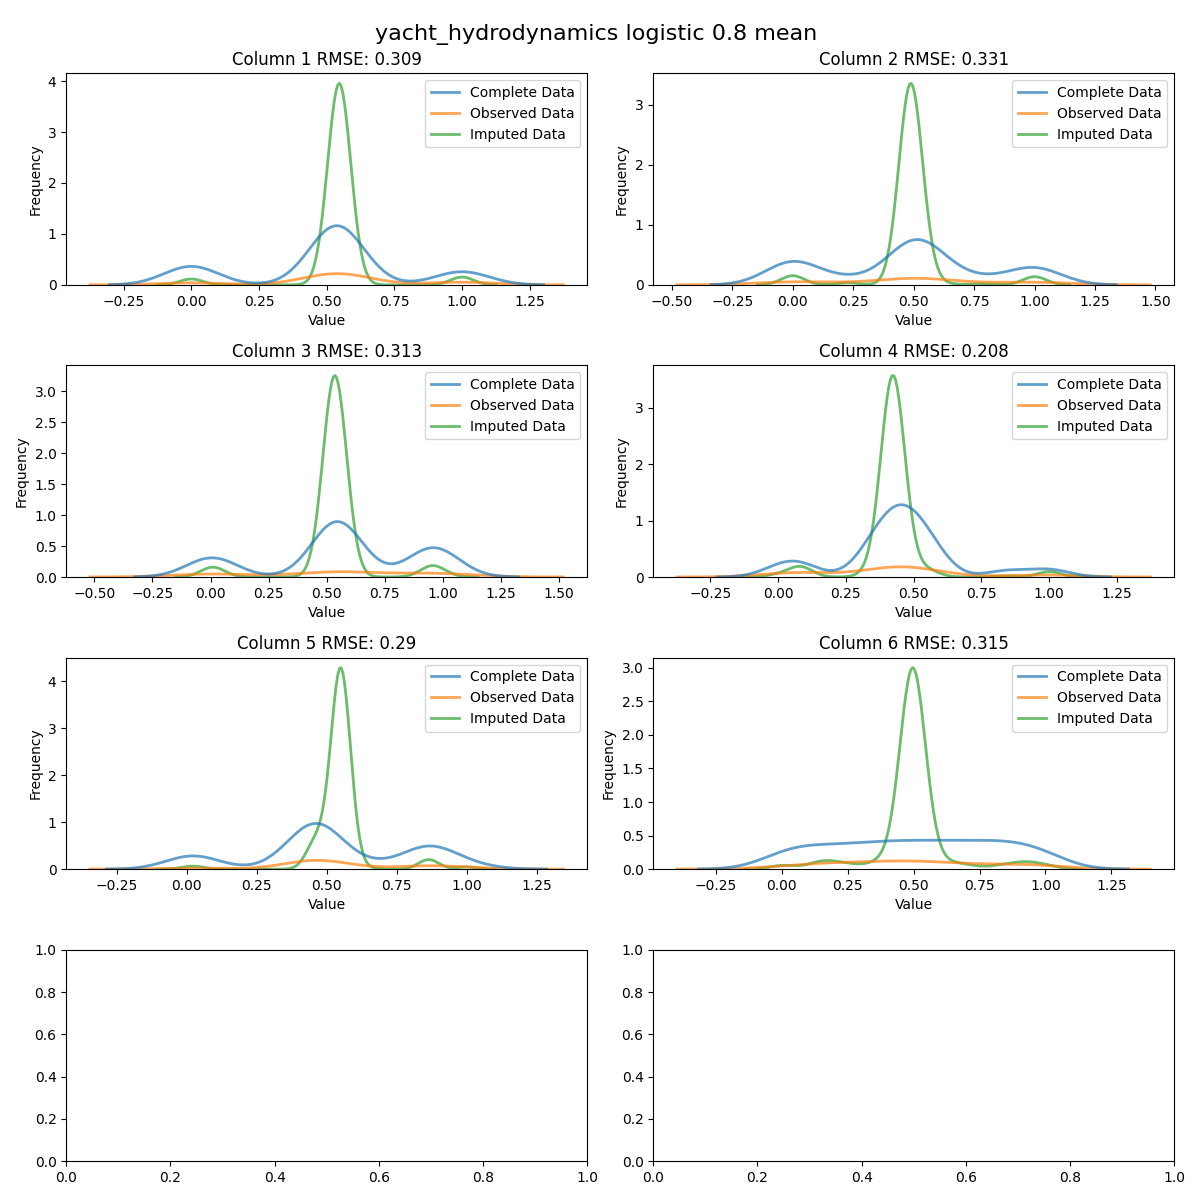 yacht_hydrodynamics logistic 0.8 mean
Column 1 RMSE: 0.309
4
3
2
1
0
Frequency
Complete Data
Observed Data
Imputed Data
−0.25 0.00 0.25 0.50 0.75 1.00 1.25
Value
Column 2 RMSE: 0.331
3
2
1
0
Frequency
Complete Data
Observed Data
Imputed Data
−0.50 −0.25 0.00 0.25 0.50 0.75 1.00 1.25 1.50
Value
Column 3 RMSE: 0.313
3.0
2.5
2.0
1.5
1.0
0.5
0.0
Frequency
Complete Data
Observed Data
Imputed Data
−0.50 −0.25 0.00 0.25 0.50 0.75 1.00 1.25 1.50
Value
Column 4 RMSE: 0.208
3
2
1
0
Frequency
Complete Data
Observed Data
Imputed Data
−0.25 0.00 0.25 0.50 0.75 1.00 1.25
Value
Column 5 RMSE: 0.29
4
3
2
1
0
Frequency
Complete Data
Observed Data
Imputed Data
−0.25 0.00 0.25 0.50 0.75 1.00 1.25
Value
Column 6 RMSE: 0.315
3.0
2.5
2.0
1.5
1.0
0.5
0.0
Frequency
Complete Data
Observed Data
Imputed Data
−0.25 0.00 0.25 0.50 0.75 1.00 1.25
Value
1.0
0.8
0.6
0.4
0.2
0.0
0.0 0.2 0.4 0.6 0.8 1.0
1.0
0.8
0.6
0.4
0.2
0.0
0.0 0.2 0.4 0.6 0.8 1.0